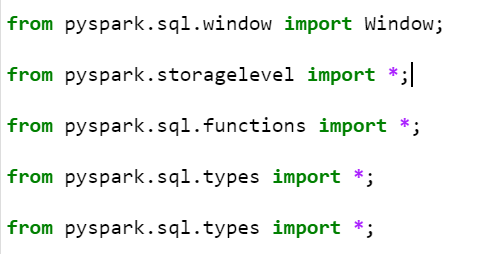 from pyspark.sql.window import Window;
from pyspark.storagelevel import *;
from pyspark.sql.functions import *;
from pyspark.sql.types import *;
from pyspark.sql.types import *;